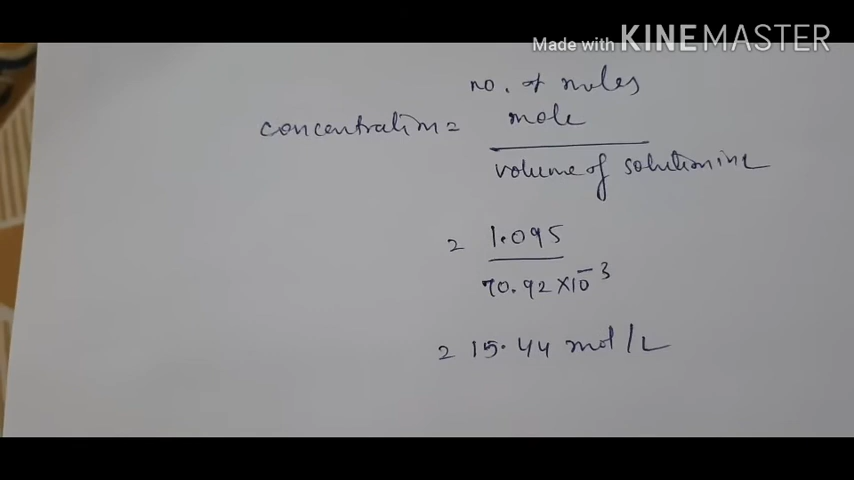 Made with KINEMASTER
no. of moles
concentration = mole
volume of solution in L
= 1.095
70.92×10⁻³
= 15.44 mol/L